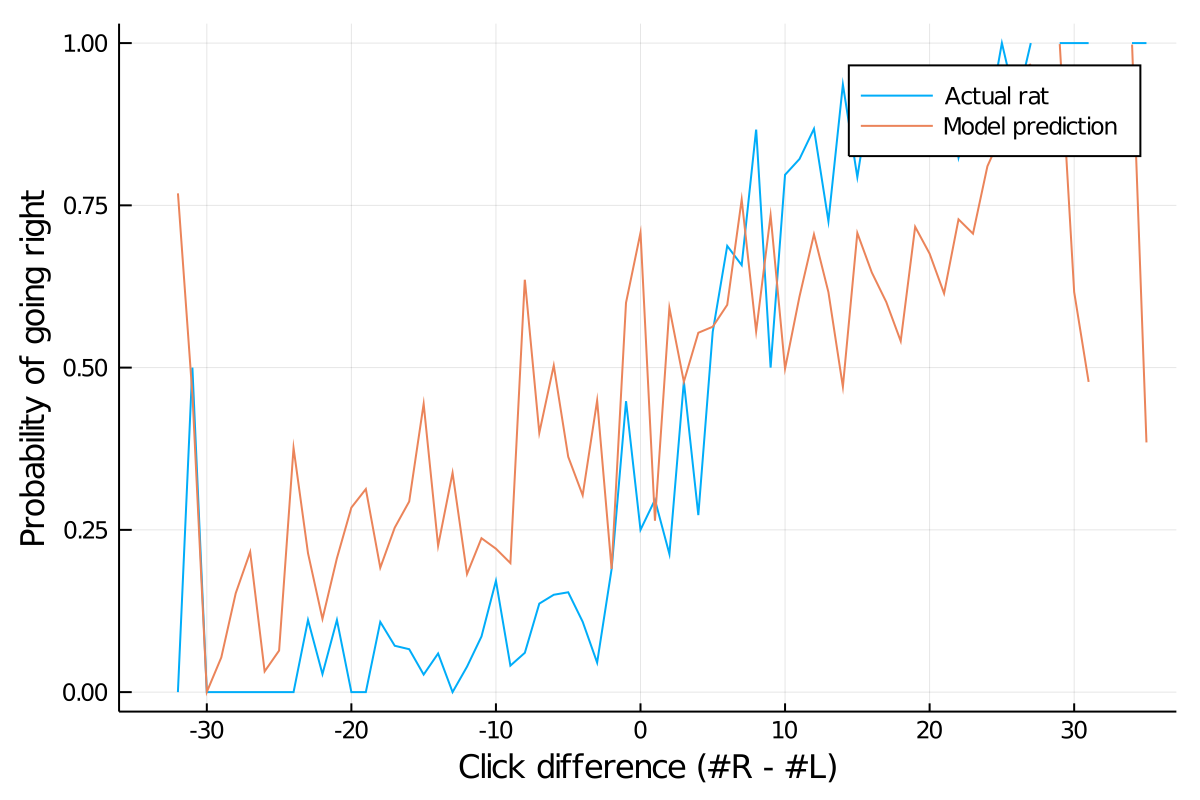 1.00
0.75
0.50
0.25
0.00
Probability of going right
Actual rat
Model prediction
-30 -20 -10 0 10 20 30
Click difference (#R - #L)